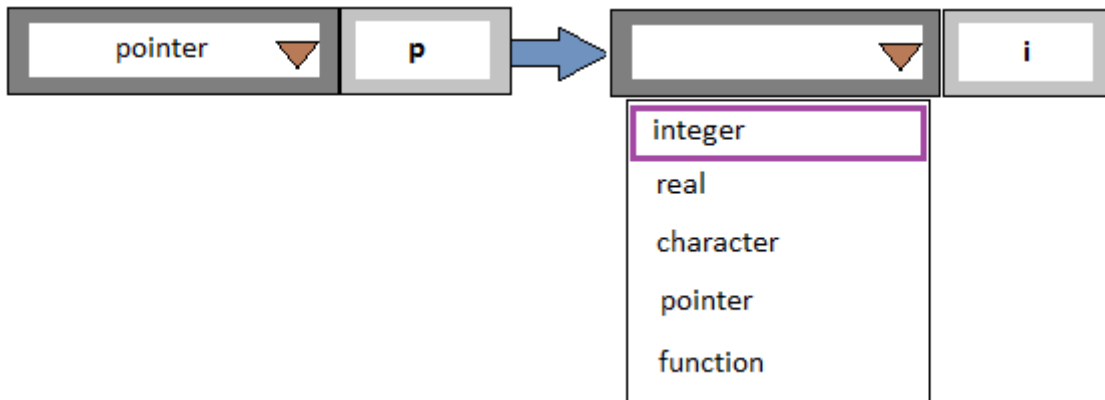 pointer p i
integer
real
character
pointer
function